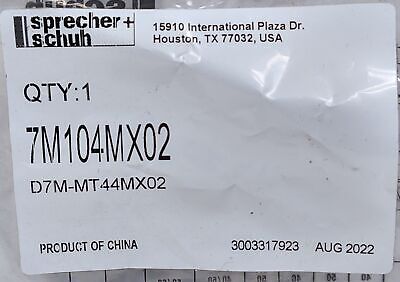 sprecher+
schuh
15910 International Plaza Dr.
Houston, TX 77032, USA
QTY:1
7M104MX02
D7M-MT44MX02
PRODUCT OF CHINA
3003317923 AUG 2022